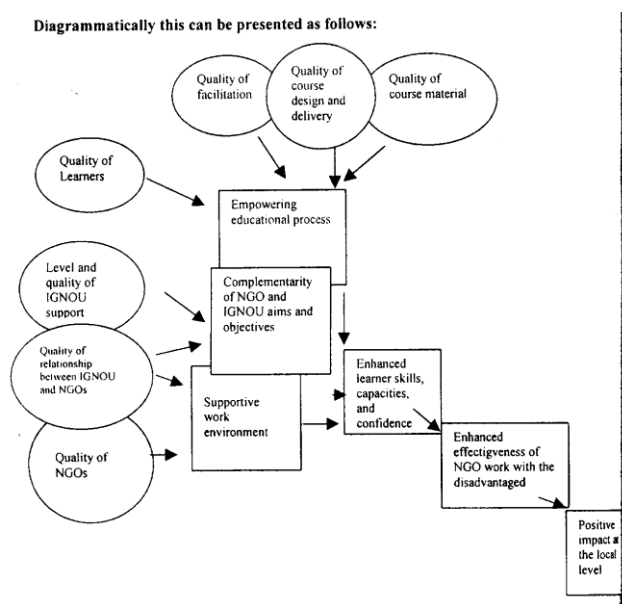 Diagrammatically this can be presented as follows:
Quality of
facilitation
Quality of
course
design and
delivery
Quality of
course material
Quality of
Learners
Empowering
educational process
Level and
quality of
IGNOU
support
Complementarity
of NGO and
IGNOU aims and
objectives
Quality of
relationship
between IGNOU
and NGOs
Supportive
work
environment
Enhanced
learner skills,
capacities,
and
confidence
Quality of
NGOs
Enhanced
effectigveness of
NGO work with the
disadvantaged
Positive
impact a
the local
level